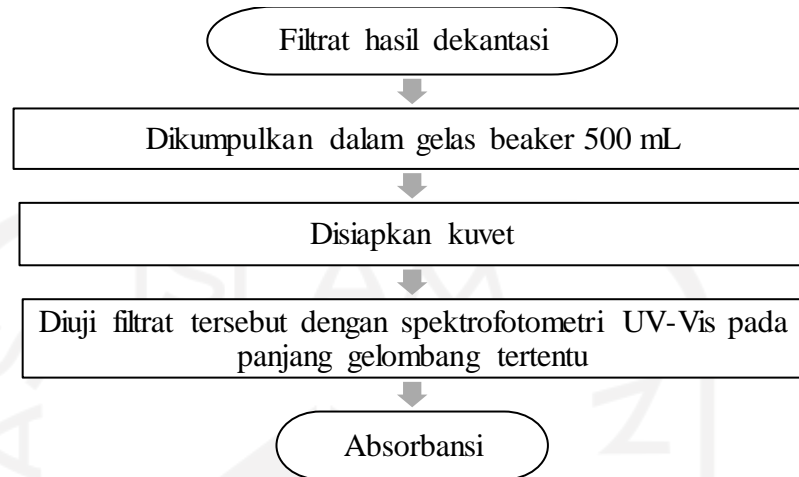 Filtrat hasil dekantasi
Dikumpulkan dalam gelas beaker 500 mL
Disiapkan kuvet
Diuji filtrat tersebut dengan spektrofotometri UV-Vis pada
panjang gelombang tertentu
Absorbansi
ISLAM